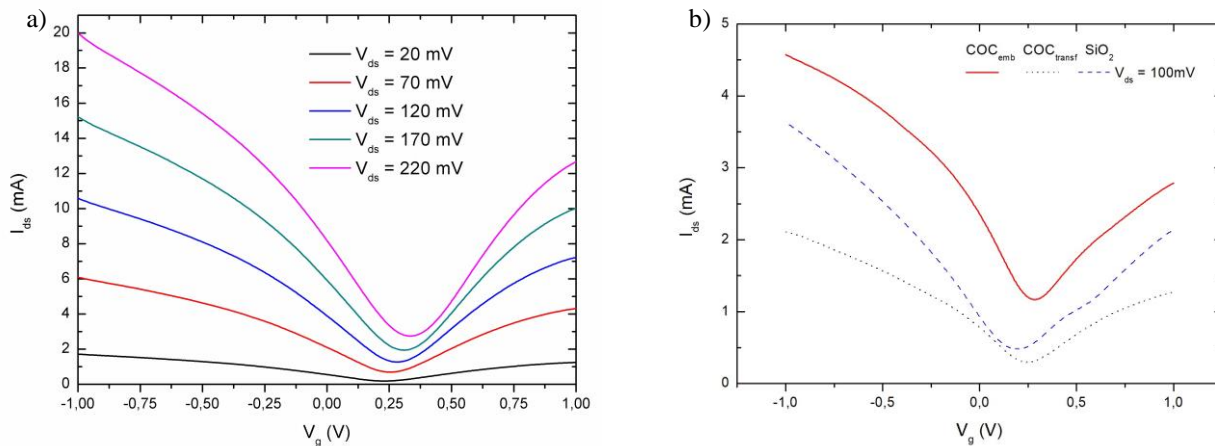 a)
20
18
16
14
12
10
8
6
4
2
0
I_ds (mA)
V_ds = 20 mV
V_ds = 70 mV
V_ds = 120 mV
V_ds = 170 mV
V_ds = 220 mV
-1,00 -0,75 -0,50 -0,25 0,00 0,25 0,50 0,75 1,00
V_g (V)
b)
5
4
3
2
1
0
I_ds (mA)
COC_emb COC_transf SiO_2
V_ds = 100mV
-1,0 -0,5 0,0 0,5 1,0
V_g (V)